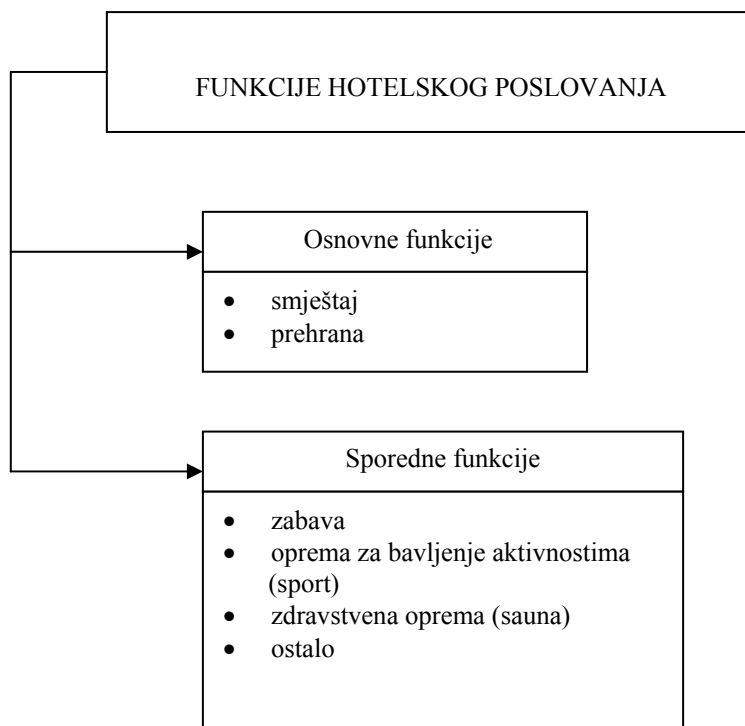 FUNKCIJE HOTELSKOG POSLOVANJA
Osnovne funkcije
• smještaj
• prehrana
Sporedne funkcije
• zabava
• oprema za bavljenje aktivnostima
(sport)
• zdravstvena oprema (sauna)
• ostalo